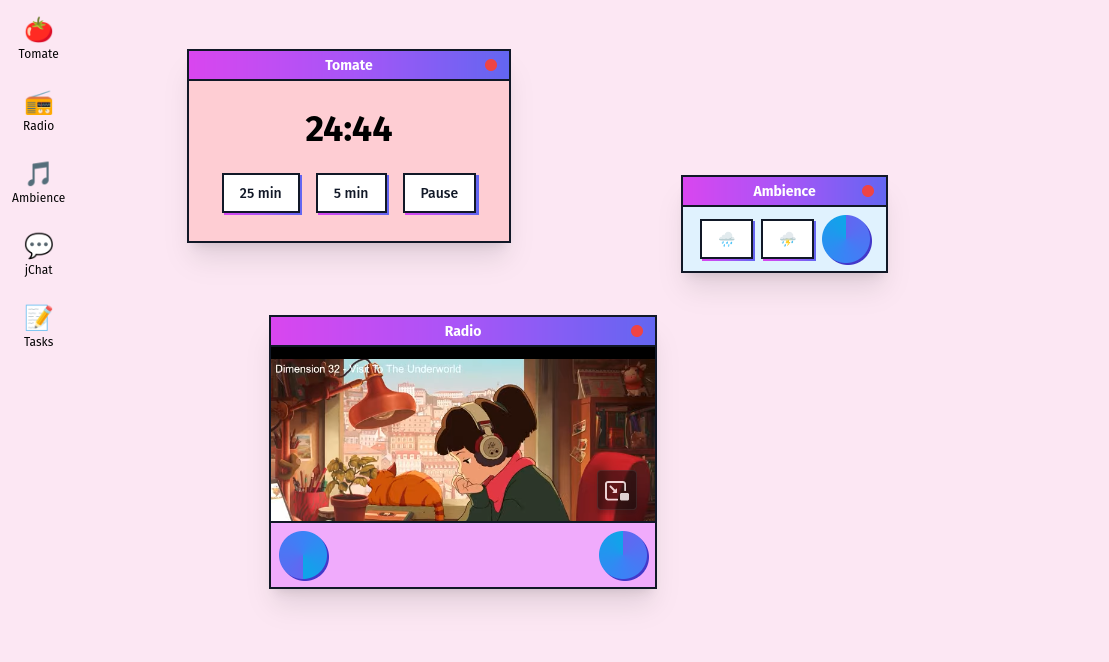 Tomate
Radio
Ambience
jChat
Tasks
Tomate
24:44
25 min
5 min
Pause
Ambience
Radio
Dimension 32 - Visit To The Underworld